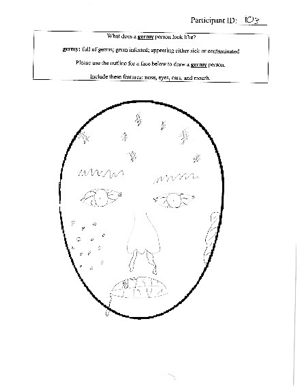 Participant ID: 103
What does a germy person look like?
germy: full of germs; germ infested; appearing either sick or contaminated
Please use the outline for a face below to draw a germy person.
Include these features: nose, eyes, ears, and mouth.